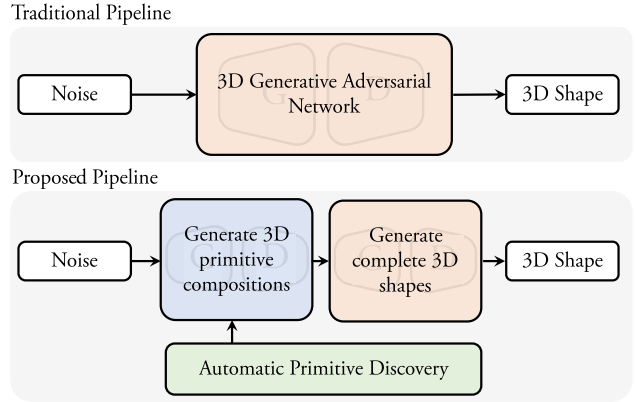 Traditional Pipeline
Noise
3D Generative Adversarial
Network
G
D
3D Shape
Proposed Pipeline
Noise
Generate 3D
primitive
compositions
G
D
Generate
complete 3D
shapes
G
D
3D Shape
Automatic Primitive Discovery